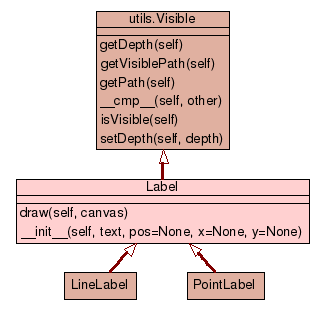 utils.Visible
getDepth(self)
getVisiblePath(self)
getPath(self)
__cmp__(self, other)
isVisible(self)
setDepth(self, depth)
Label
draw(self, canvas)
__init__(self, text, pos=None, x=None, y=None)
LineLabel
PointLabel